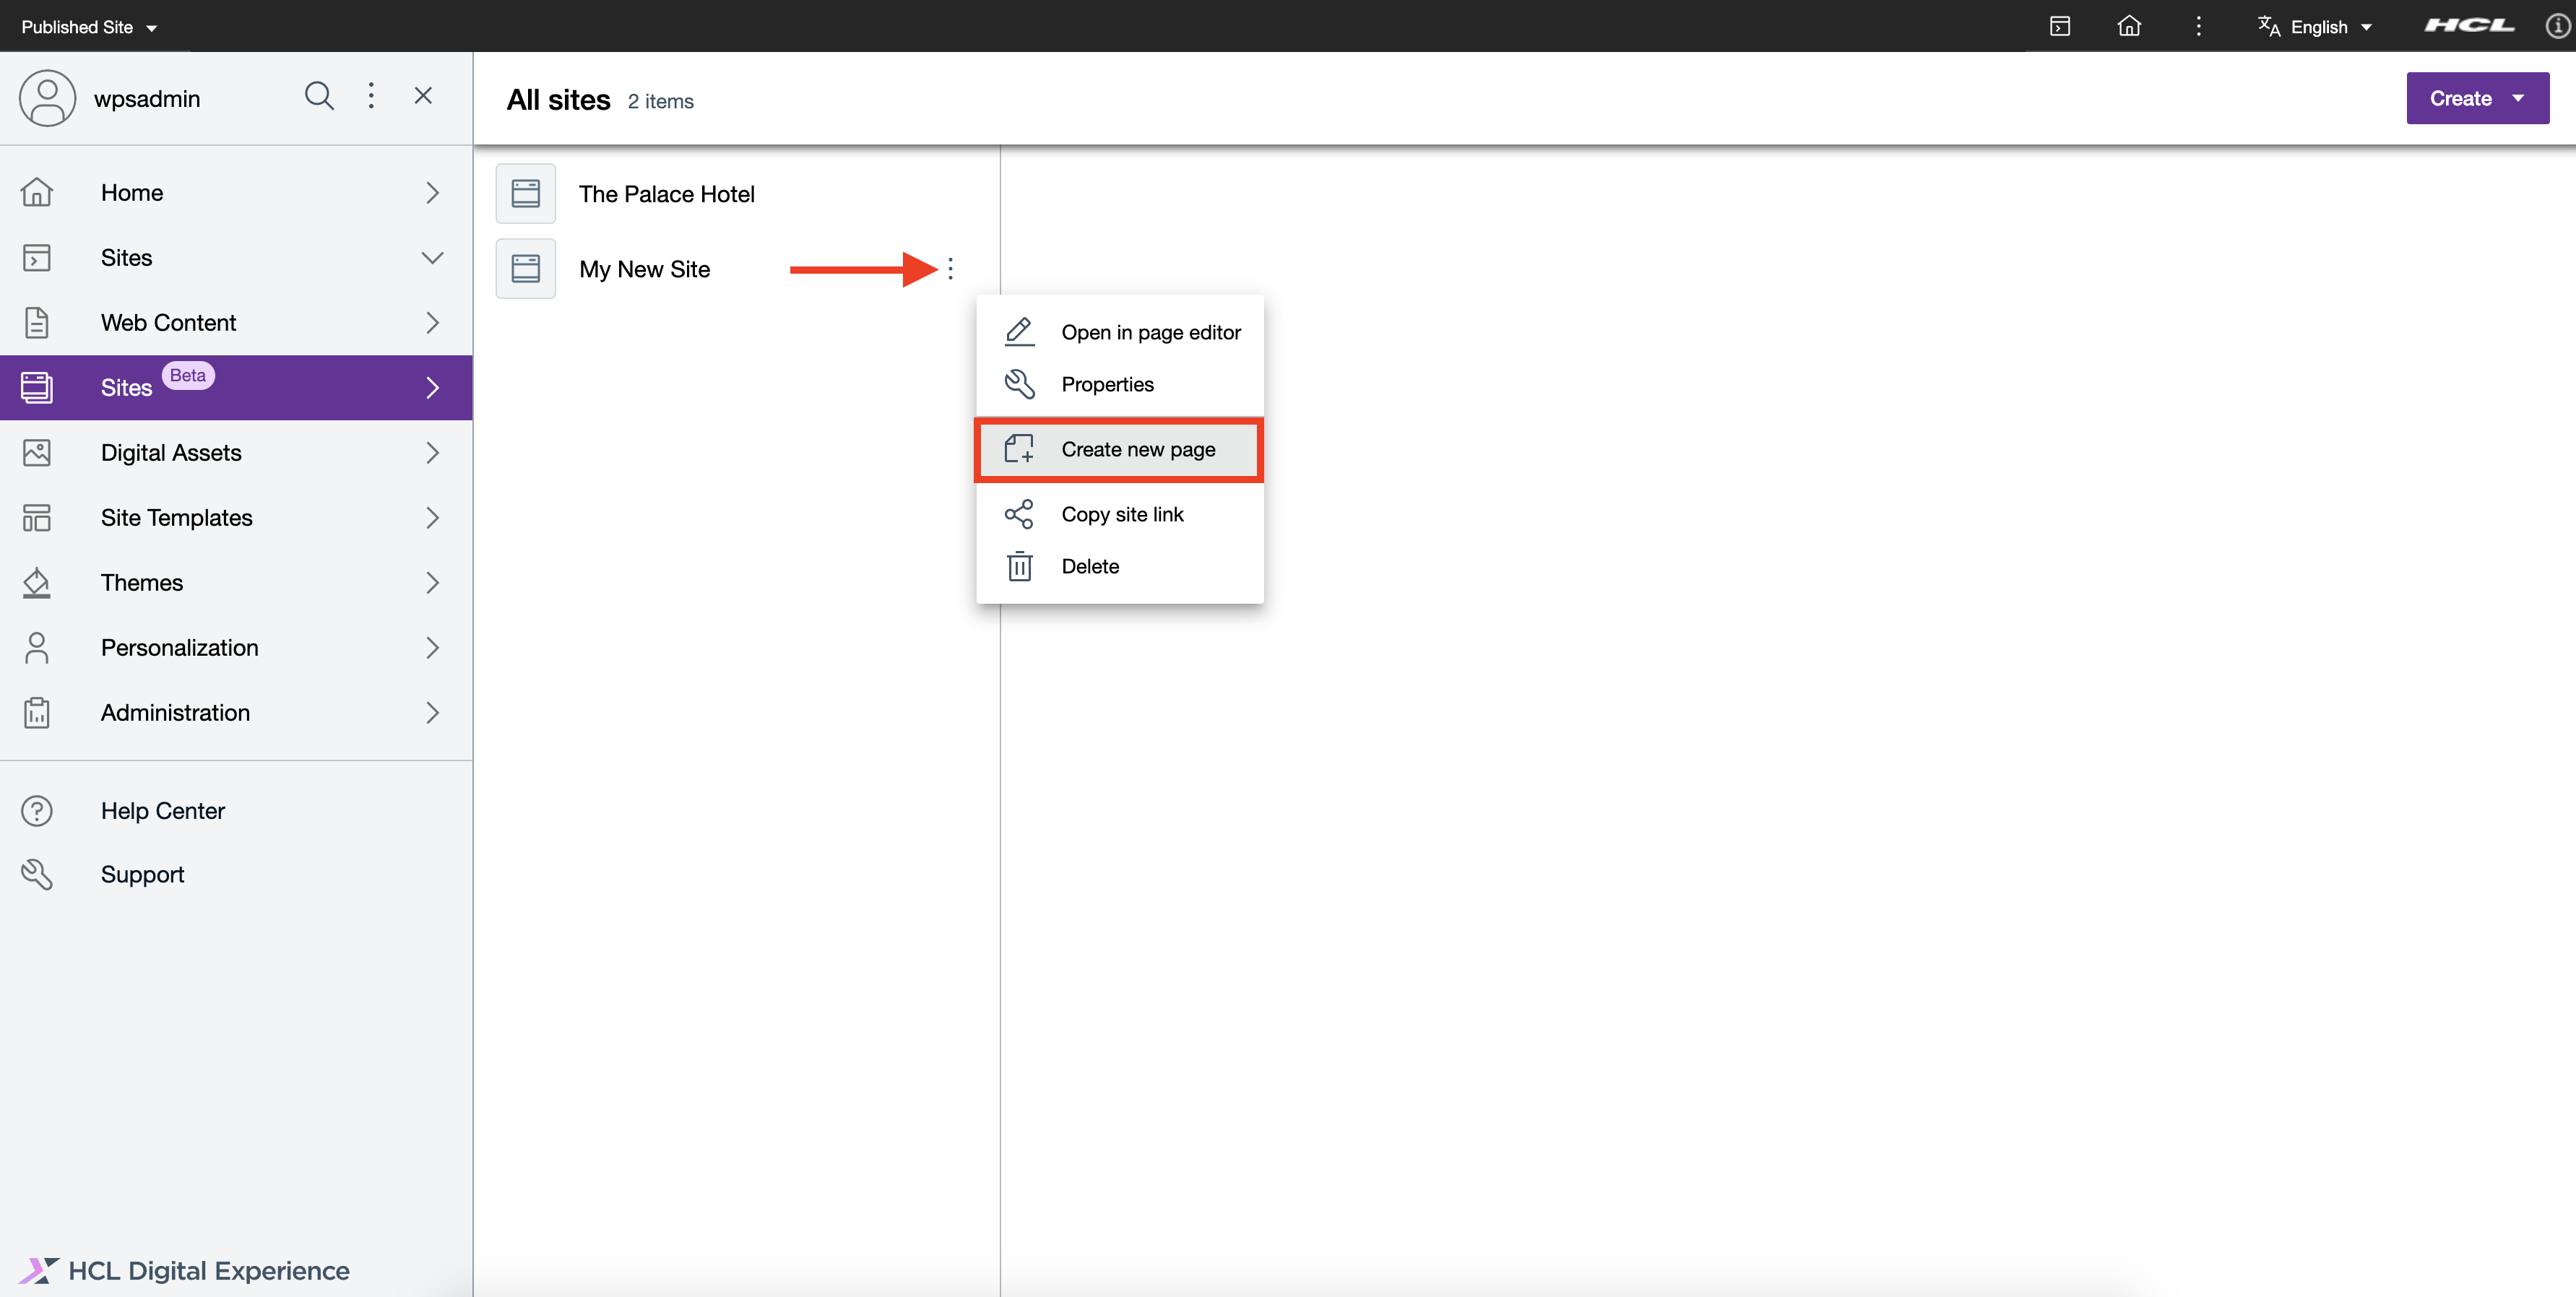 Published Site
English
HCL
wpsadmin
All sites 2 items
Create
Home
Sites
Web Content
Sites Beta
Digital Assets
Site Templates
Themes
Personalization
Administration
Help Center
Support
HCL Digital Experience
The Palace Hotel
My New Site
Open in page editor
Properties
Create new page
Copy site link
Delete